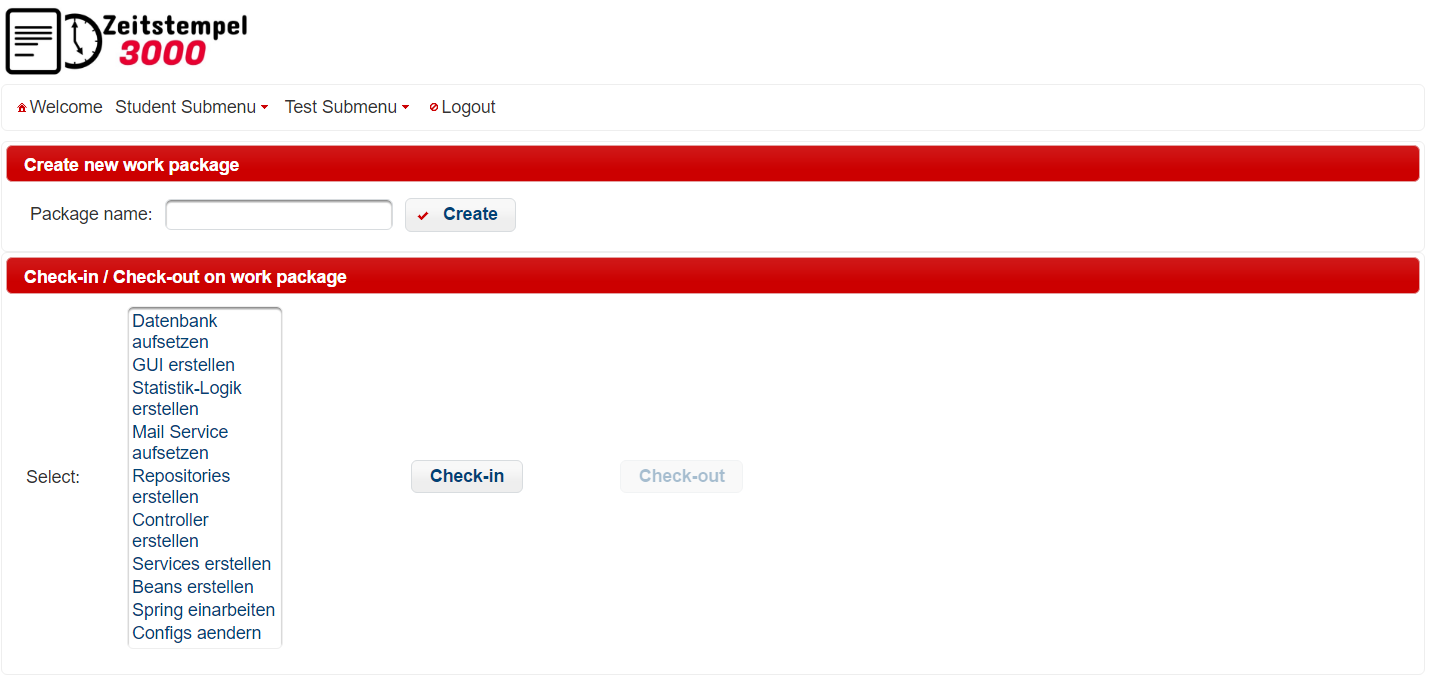 Zeitstempel
3000
Welcome Student Submenu Test Submenu Logout
Create new work package
Package name: Create
Check-in / Check-out on work package
Select:
Datenbank
aufsetzen
GUI erstellen
Statistik-Logik
erstellen
Mail Service
aufsetzen
Repositories
erstellen
Controller
erstellen
Services erstellen
Beans erstellen
Spring einarbeiten
Configs aendern
Check-in Check-out